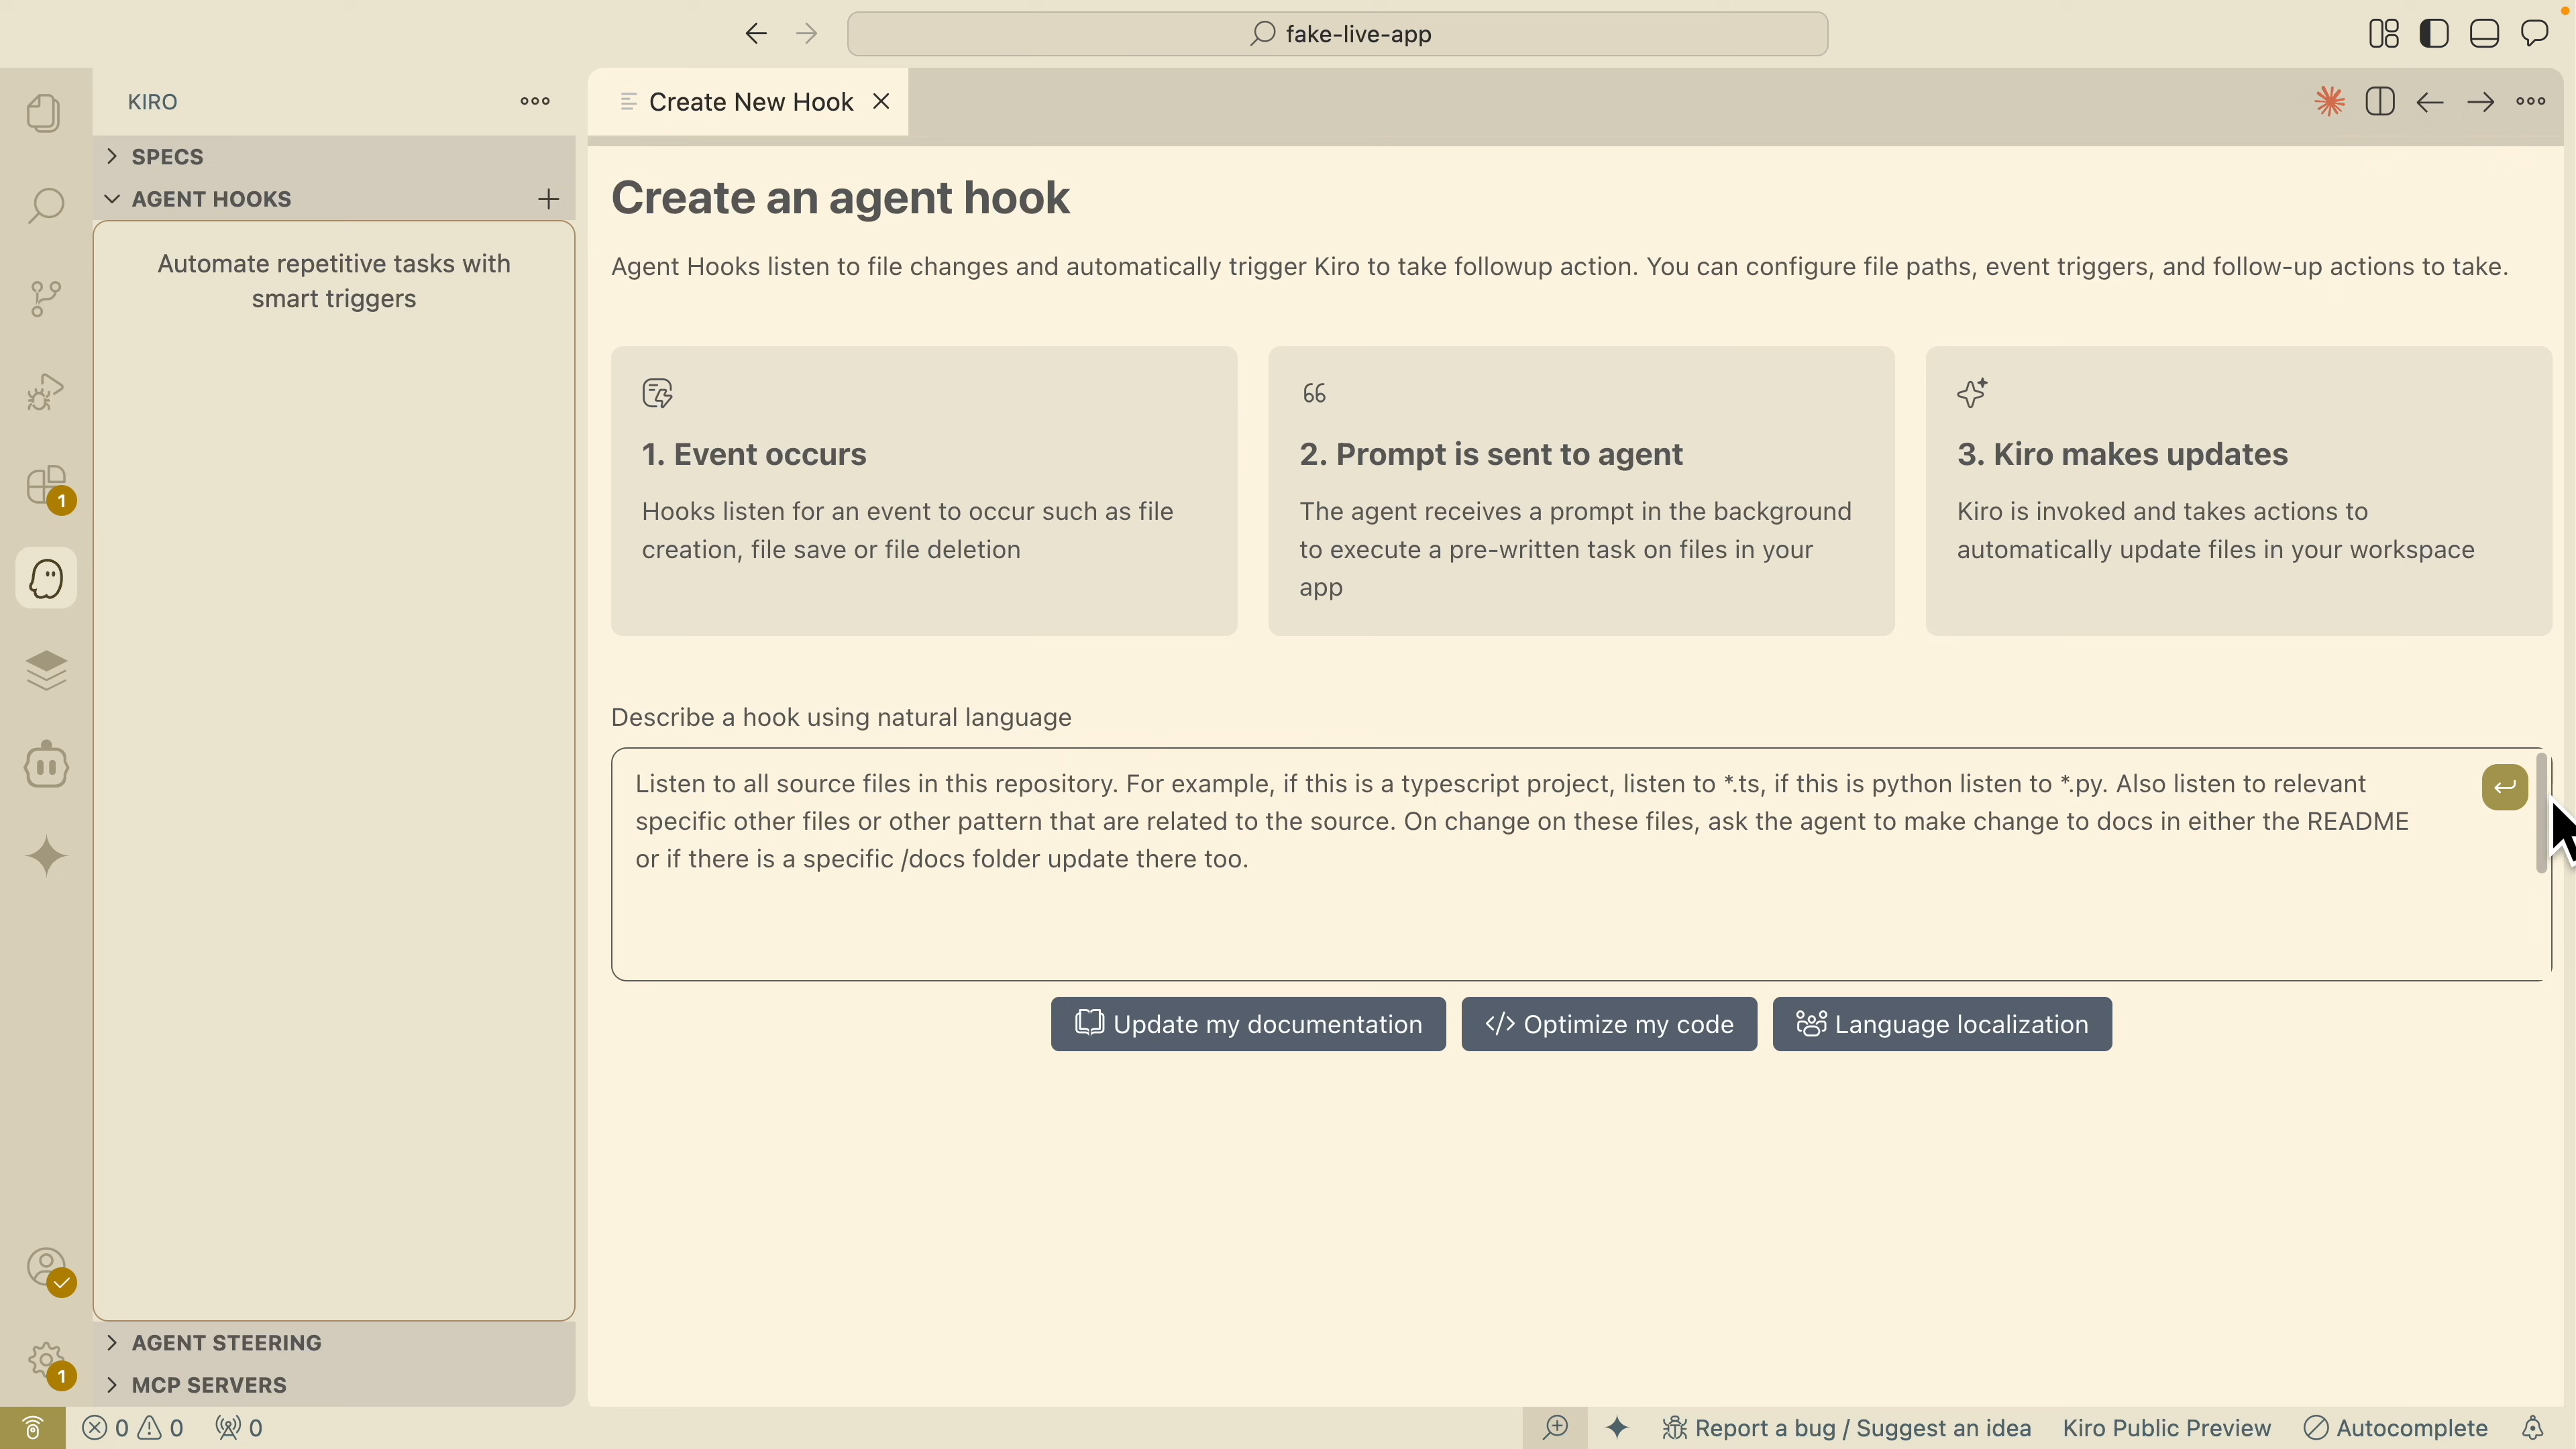 fake-live-app
KIRO
Create New Hook
SPECS
AGENT HOOKS
Automate repetitive tasks with
smart triggers
Create an agent hook
Agent Hooks listen to file changes and automatically trigger Kiro to take followup action. You can configure file paths, event triggers, and follow-up actions to take.
1. Event occurs
Hooks listen for an event to occur such as file
creation, file save or file deletion
2. Prompt is sent to agent
The agent receives a prompt in the background
to execute a pre-written task on files in your
app
3. Kiro makes updates
Kiro is invoked and takes actions to
automatically update files in your workspace
Describe a hook using natural language
Listen to all source files in this repository. For example, if this is a typescript project, listen to *.ts, if this is python listen to *.py. Also listen to relevant
specific other files or other pattern that are related to the source. On change on these files, ask the agent to make change to docs in either the README
or if there is a specific /docs folder update there too.
Update my documentation
</> Optimize my code
Language localization
1
1
AGENT STEERING
MCP SERVERS
0 0 0
Report a bug / Suggest an idea
Kiro Public Preview
Autocomplete